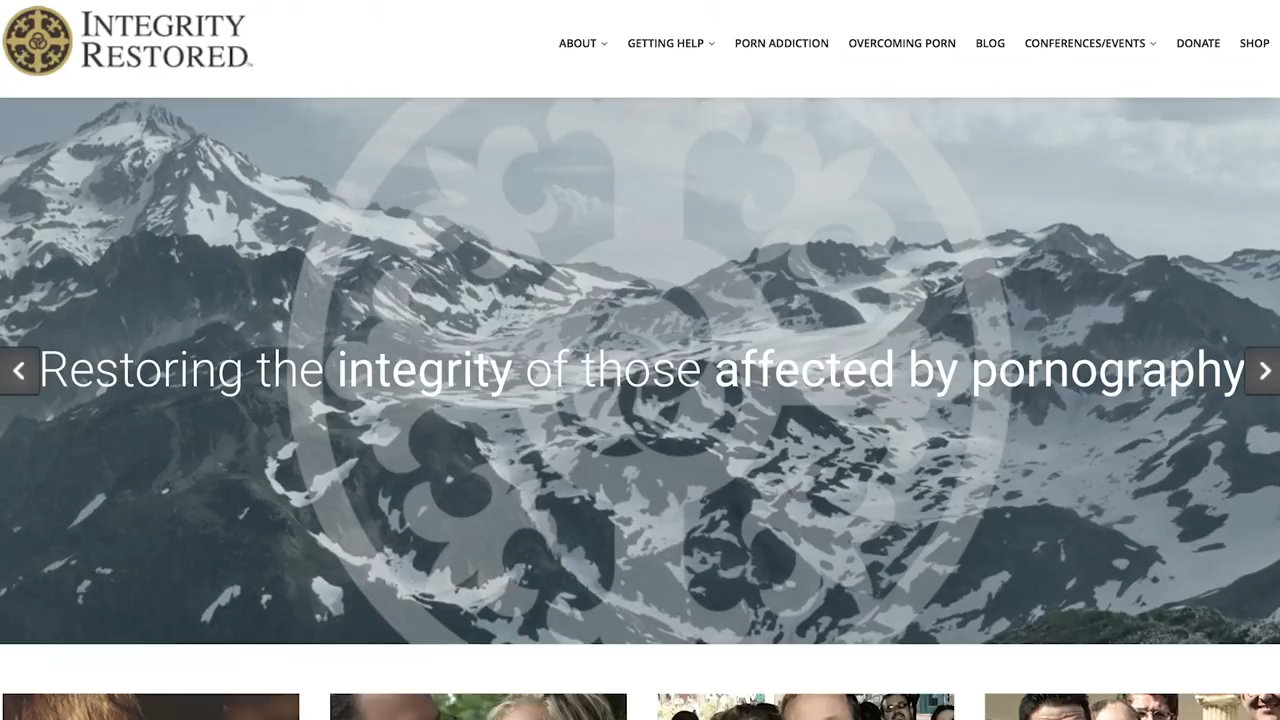 INTEGRITY
RESTORED™
ABOUT GETTING HELP PORN ADDICTION OVERCOMING PORN BLOG CONFERENCES/EVENTS DONATE SHOP
Restoring the integrity of those affected by pornography